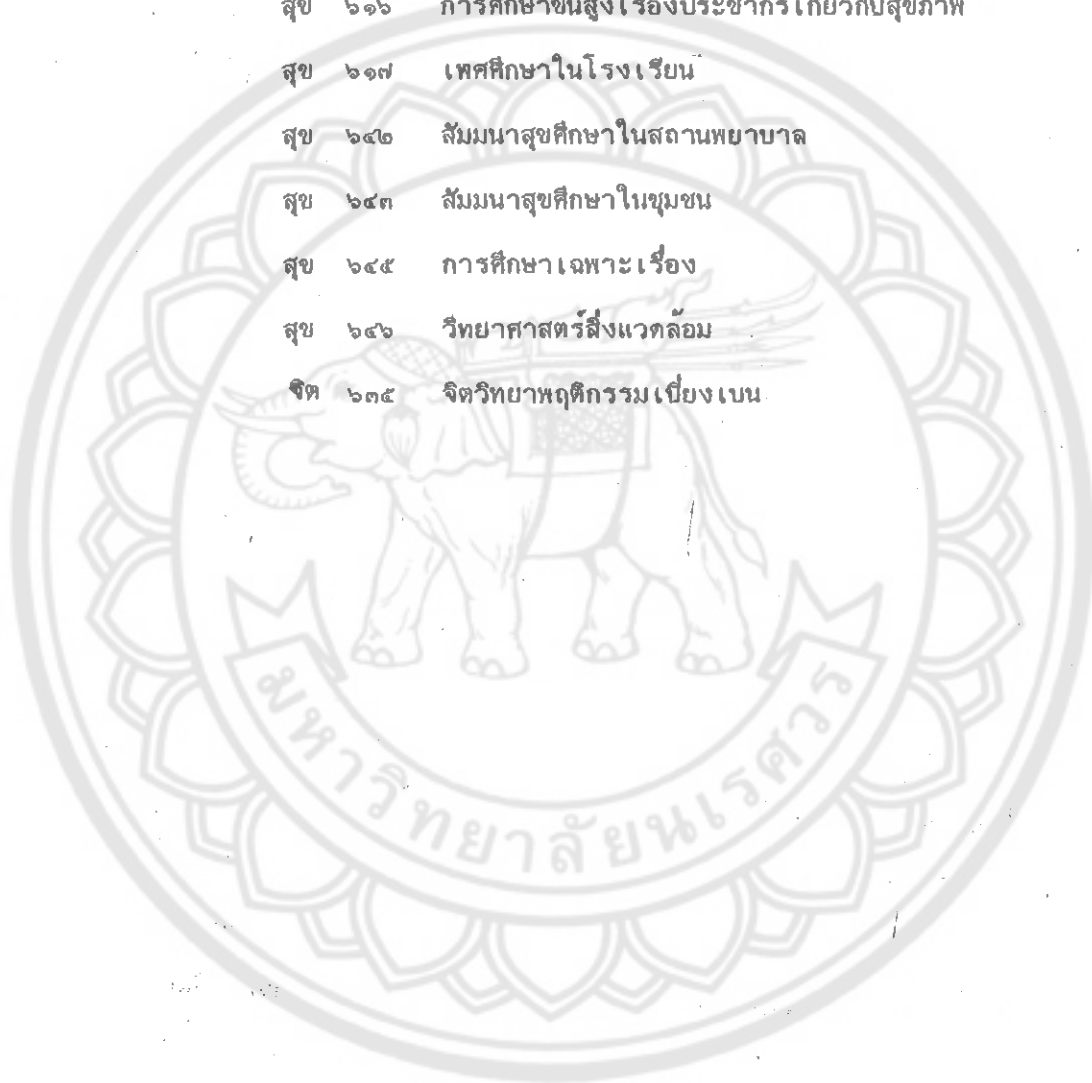 สุข ๖๑๖ การศึกษาขั้นสูงเรื่องประชากรเกี่ยวกับสุขภาพ
สุข ๖๑๗ เพศศึกษาในโรงเรียน
สุข ๖๔๒ สัมมนาสุขศึกษาในสถานพยาบาล
สุข ๖๔๓ สัมมนาสุขศึกษาในชุมชน
สุข ๖๔๕ การศึกษาเฉพาะเรื่อง
สุข ๖๔๖ วิทยาศาสตร์สิ่งแวดล้อม
จิต ๖๓๕ จิตวิทยาพฤติกรรมเบี่ยงเบน
มหาวิทยาลัยนเรศวร